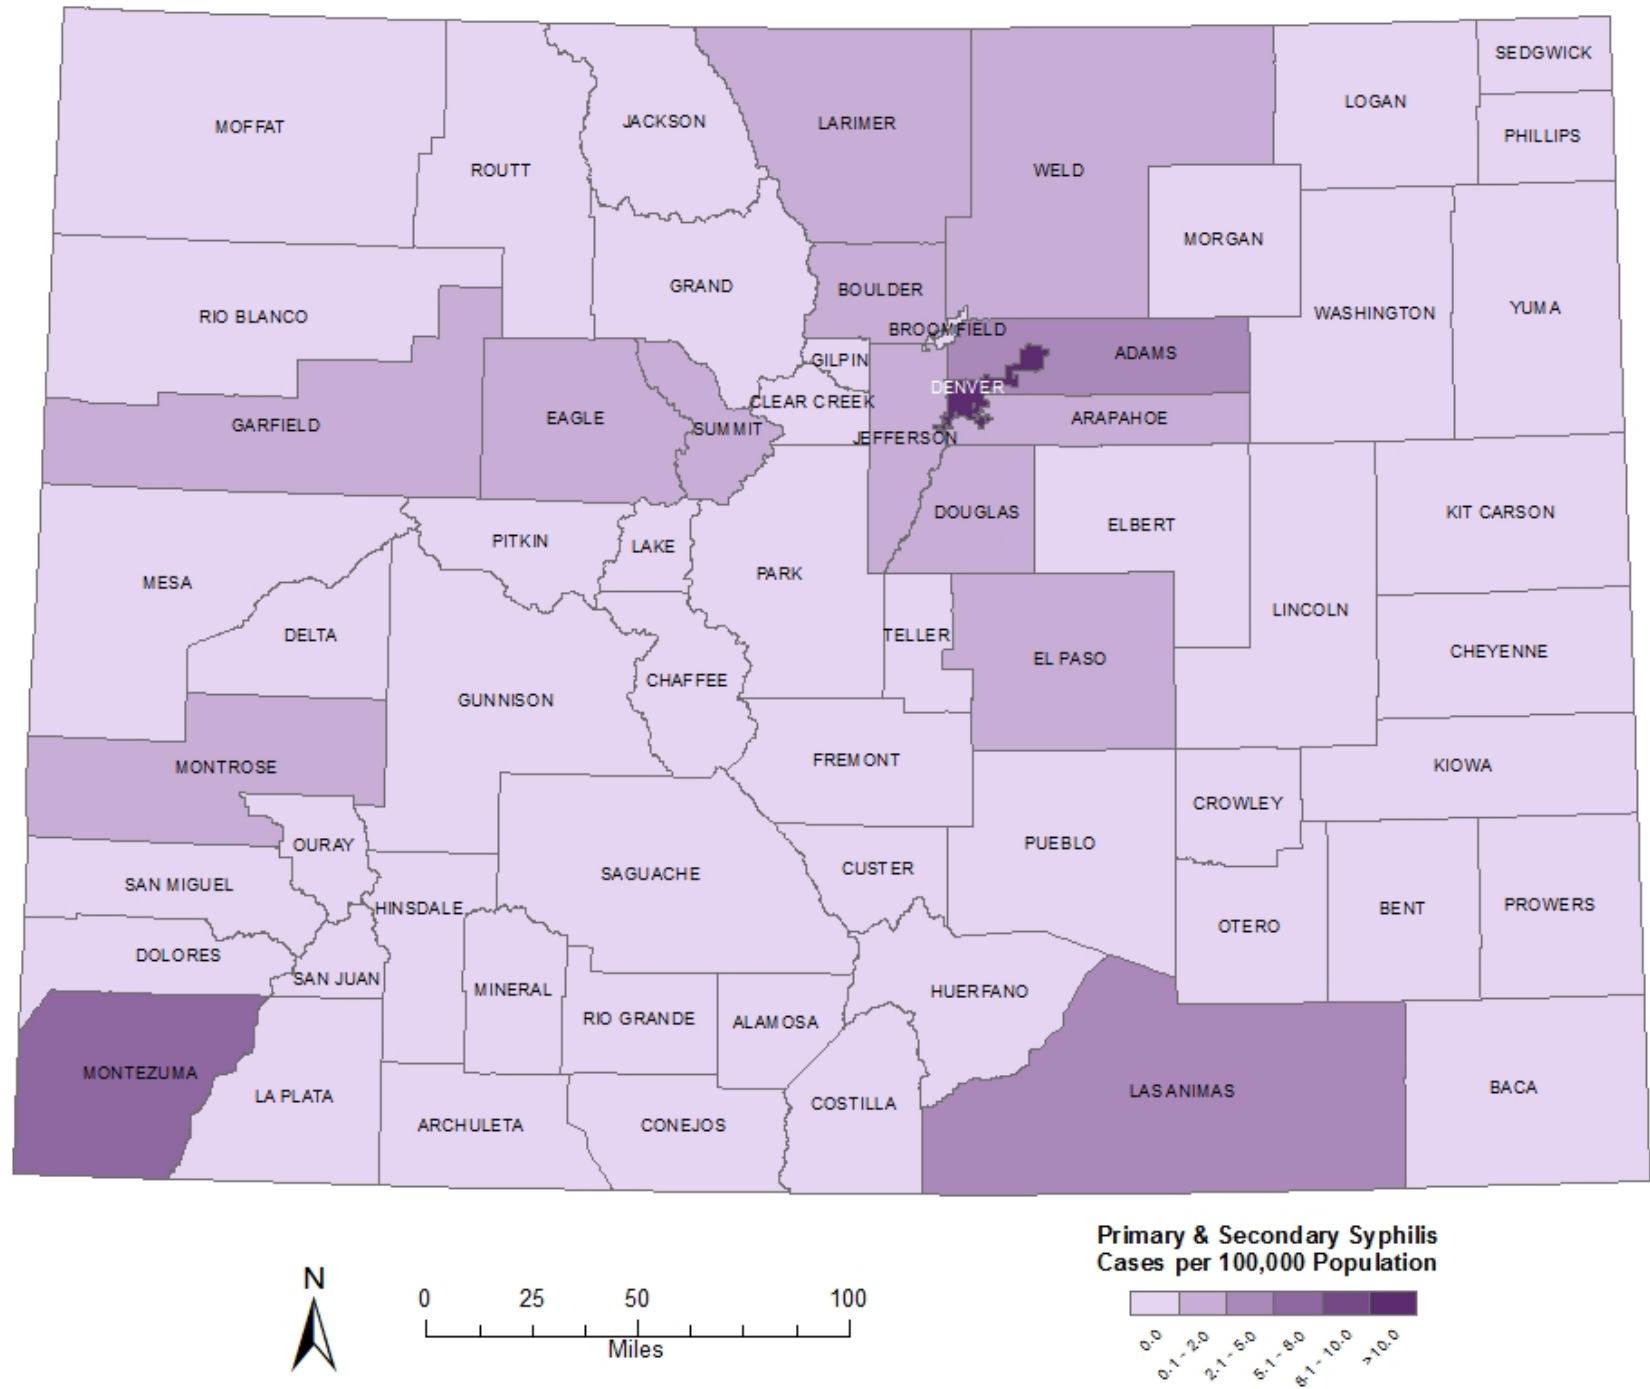 SEDGWICK
LOGAN
JACKSON
LARIMER
MOFFAT
PHILLIPS
ROUTT
WELD
MORGAN
GRAND
BOULDER
RIO BLANCO
WASHINGTON
YUMA
BROOMFIELD
GILPIN
ADAMS
DENVER
CLEAR CREEK
EAGLE
ARAPAHOE
GARFIELD
SUMMIT
JEFFERSON
DOUGLAS
KIT CARSON
ELBERT
PITKIN
LAKE
PARK
MESA
LINCOLN
DELTA
TELLER
CHEYENNE
EL PASO
CHAFFEE
GUNNISON
FREMONT
KIOWA
MONTROSE
CROWLEY
OURAY
PUEBLO
CUSTER
SAGUACHE
SAN MIGUEL
HINSDALE
BENT
PROWERS
OTERO
DOLORES
SAN JUAN
MINERAL
HUERFANO
RIO GRANDE
ALAMOSA
MONTEZUMA
BACA
LAS ANIMAS
LA PLATA
COSTILLA
ARCHULETA
CONEJOS
Primary & Secondary Syphilis
Cases per 100,000 Population
N
0 25 50 100
Miles
0.0 0.1 - 2.0 2.1 - 5.0 5.1 - 8.0 8.1 - 10.0 >10.0